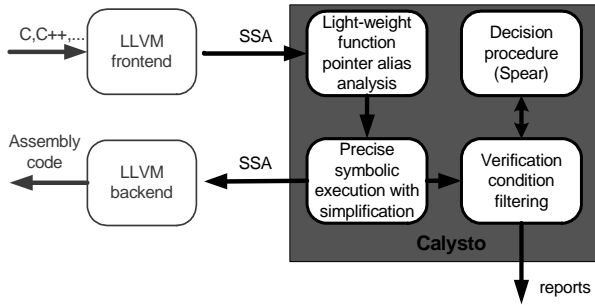 C,C++,...
LLVM
frontend
SSA
Light-weight
function
pointer alias
analysis
Decision
procedure
(Spear)
Assembly
code
LLVM
backend
SSA
Precise
symbolic
execution with
simplification
Verification
condition
filtering
Calysto
reports